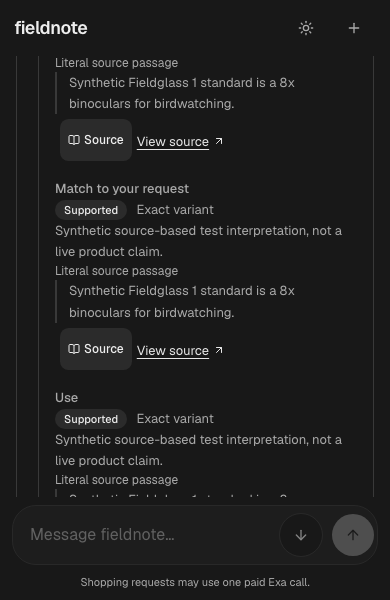 fieldnote
Literal source passage
Synthetic Fieldglass 1 standard is a 8x
binoculars for birdwatching.
Source View source
Match to your request
Supported Exact variant
Synthetic source-based test interpretation, not a
live product claim.
Literal source passage
Synthetic Fieldglass 1 standard is a 8x
binoculars for birdwatching.
Source View source
Use
Supported Exact variant
Synthetic source-based test interpretation, not a
live product claim.
Literal source passage
Message fieldnote...
Shopping requests may use one paid Exa call.